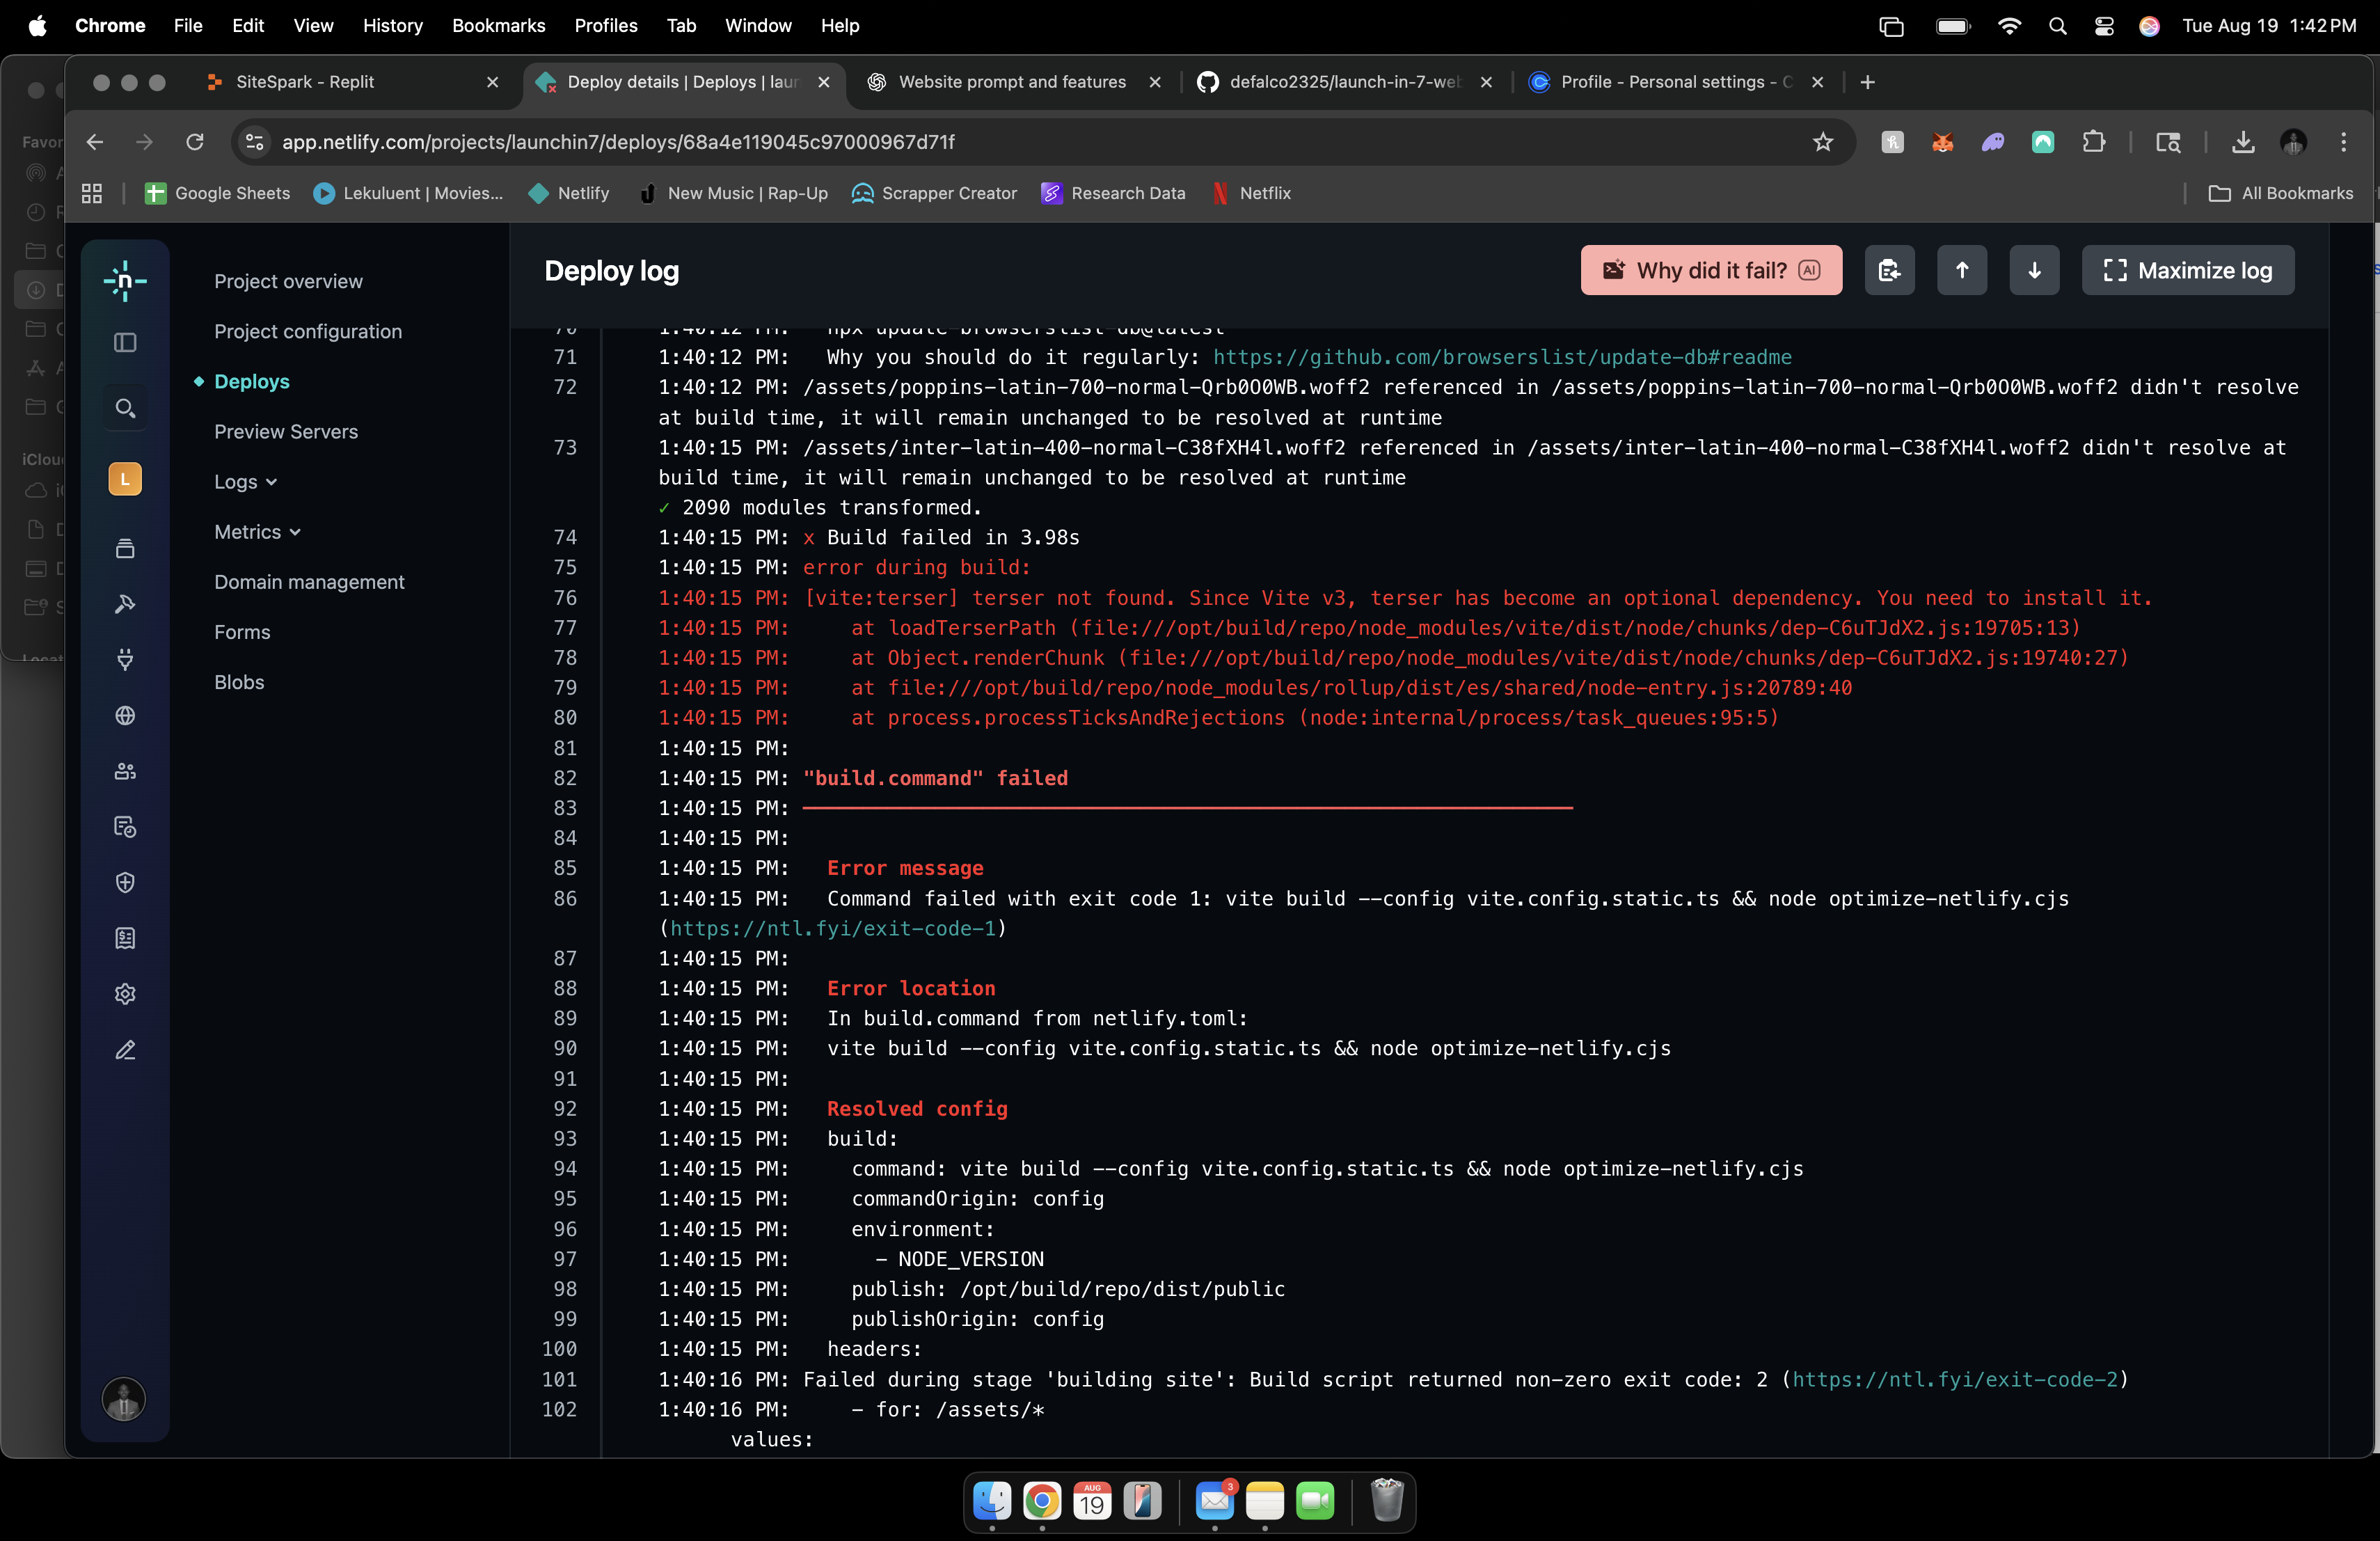 Chrome File Edit View History Bookmarks Profiles Tab Window Help Tue Aug 19 1:42 PM
SiteSpark - Replit
Deploy details | Deploys | laun
Website prompt and features
defalco2325/launch-in-7-web
Profile - Personal settings - C
app.netlify.com/projects/launchin7/deploys/68a4e119045c97000967d71f
Google Sheets
Lekuluent | Movies...
Netlify
New Music | Rap-Up
Scrapper Creator
Research Data
Netflix
All Bookmarks
Favor
iClou
Locat
n
L
Project overview
Project configuration
Deploys
Preview Servers
Logs
Metrics
Domain management
Forms
Blobs
Deploy log
Why did it fail? AI
Maximize log
70 1:40:12 PM: npx update-browserslist-db@latest
71 1:40:12 PM: Why you should do it regularly: https://github.com/browserslist/update-db#readme
72 1:40:12 PM: /assets/poppins-latin-700-normal-Qrb0O0WB.woff2 referenced in /assets/poppins-latin-700-normal-Qrb0O0WB.woff2 didn't resolve
at build time, it will remain unchanged to be resolved at runtime
73 1:40:15 PM: /assets/inter-latin-400-normal-C38fXH4l.woff2 referenced in /assets/inter-latin-400-normal-C38fXH4l.woff2 didn't resolve at
build time, it will remain unchanged to be resolved at runtime
✓ 2090 modules transformed.
74 1:40:15 PM: x Build failed in 3.98s
75 1:40:15 PM: error during build:
76 1:40:15 PM: [vite:terser] terser not found. Since Vite v3, terser has become an optional dependency. You need to install it.
77 1:40:15 PM: at loadTerserPath (file:///opt/build/repo/node_modules/vite/dist/node/chunks/dep-C6uTJdX2.js:19705:13)
78 1:40:15 PM: at Object.renderChunk (file:///opt/build/repo/node_modules/vite/dist/node/chunks/dep-C6uTJdX2.js:19740:27)
79 1:40:15 PM: at file:///opt/build/repo/node_modules/rollup/dist/es/shared/node-entry.js:20789:40
80 1:40:15 PM: at process.processTicksAndRejections (node:internal/process/task_queues:95:5)
81 1:40:15 PM:
82 1:40:15 PM: "build.command" failed
83 1:40:15 PM: ────────────────────────────────────────────────────────────────
84 1:40:15 PM:
85 1:40:15 PM: Error message
86 1:40:15 PM: Command failed with exit code 1: vite build --config vite.config.static.ts && node optimize-netlify.cjs
(https://ntl.fyi/exit-code-1)
87 1:40:15 PM:
88 1:40:15 PM: Error location
89 1:40:15 PM: In build.command from netlify.toml:
90 1:40:15 PM: vite build --config vite.config.static.ts && node optimize-netlify.cjs
91 1:40:15 PM:
92 1:40:15 PM: Resolved config
93 1:40:15 PM: build:
94 1:40:15 PM: command: vite build --config vite.config.static.ts && node optimize-netlify.cjs
95 1:40:15 PM: commandOrigin: config
96 1:40:15 PM: environment:
97 1:40:15 PM: - NODE_VERSION
98 1:40:15 PM: publish: /opt/build/repo/dist/public
99 1:40:15 PM: publishOrigin: config
100 1:40:15 PM: headers:
101 1:40:16 PM: Failed during stage 'building site': Build script returned non-zero exit code: 2 (https://ntl.fyi/exit-code-2)
102 1:40:16 PM: - for: /assets/*
values:
AUG
19
3